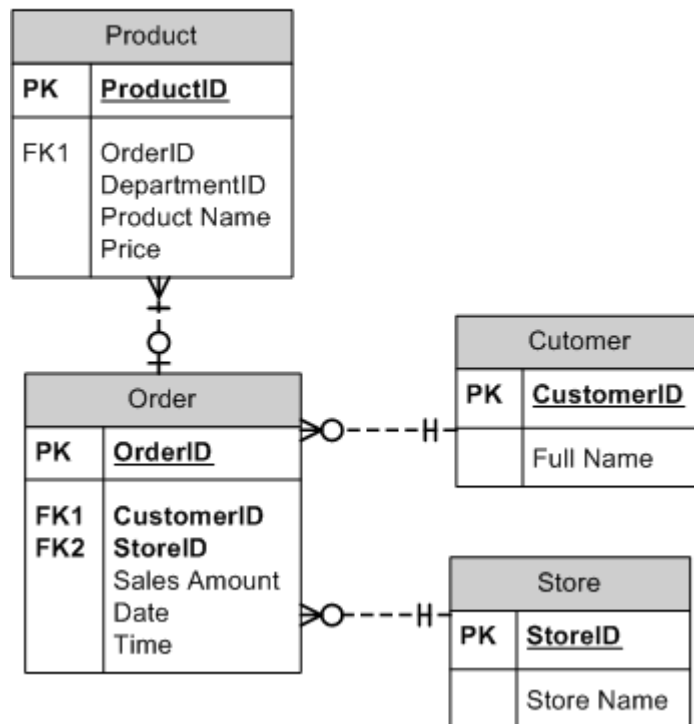 Product
PK ProductID
FK1 OrderID
DepartmentID
Product Name
Price
Order
PK OrderID
FK1 CustomerID
FK2 StoreID
Sales Amount
Date
Time
Cutomer
PK CustomerID
Full Name
Store
PK StoreID
Store Name